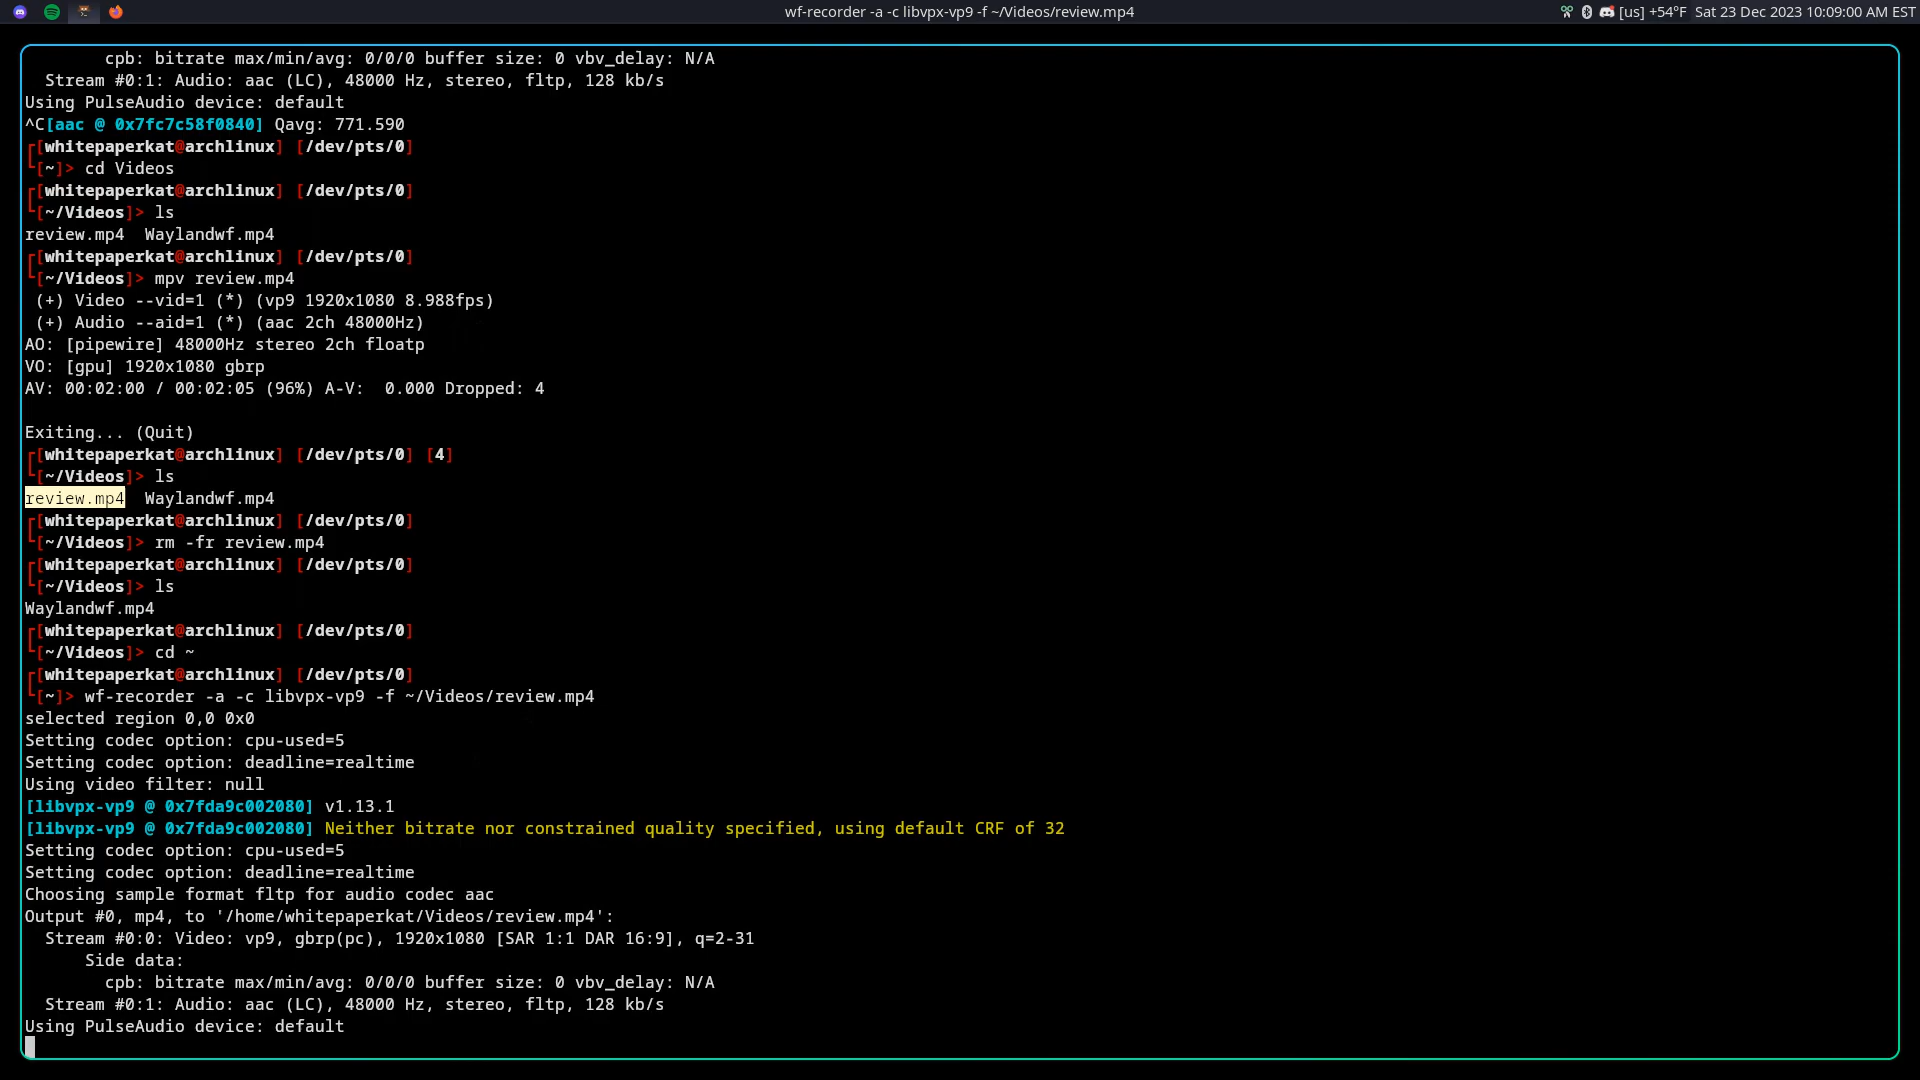 wf-recorder -a -c libvpx-vp9 -f ~/Videos/review.mp4
[us] +54°F Sat 23 Dec 2023 10:09:00 AM EST
cpb: bitrate max/min/avg: 0/0/0 buffer size: 0 vbv_delay: N/A
Stream #0:1: Audio: aac (LC), 48000 Hz, stereo, fltp, 128 kb/s
Using PulseAudio device: default
^C[aac @ 0x7fc7c58f0840] Qavg: 771.590
┌[whitepaperkat@archlinux] [/dev/pts/0]
└[~]> cd Videos
┌[whitepaperkat@archlinux] [/dev/pts/0]
└[~/Videos]> ls
review.mp4  Waylandwf.mp4
┌[whitepaperkat@archlinux] [/dev/pts/0]
└[~/Videos]> mpv review.mp4
(+) Video --vid=1 (*) (vp9 1920x1080 8.988fps)
(+) Audio --aid=1 (*) (aac 2ch 48000Hz)
AO: [pipewire] 48000Hz stereo 2ch floatp
VO: [gpu] 1920x1080 gbrp
AV: 00:02:00 / 00:02:05 (96%) A-V:  0.000 Dropped: 4
Exiting... (Quit)
┌[whitepaperkat@archlinux] [/dev/pts/0] [4]
└[~/Videos]> ls
review.mp4  Waylandwf.mp4
┌[whitepaperkat@archlinux] [/dev/pts/0]
└[~/Videos]> rm -fr review.mp4
┌[whitepaperkat@archlinux] [/dev/pts/0]
└[~/Videos]> ls
Waylandwf.mp4
┌[whitepaperkat@archlinux] [/dev/pts/0]
└[~/Videos]> cd ~
┌[whitepaperkat@archlinux] [/dev/pts/0]
└[~]> wf-recorder -a -c libvpx-vp9 -f ~/Videos/review.mp4
selected region 0,0 0x0
Setting codec option: cpu-used=5
Setting codec option: deadline=realtime
Using video filter: null
[libvpx-vp9 @ 0x7fda9c002080] v1.13.1
[libvpx-vp9 @ 0x7fda9c002080] Neither bitrate nor constrained quality specified, using default CRF of 32
Setting codec option: cpu-used=5
Setting codec option: deadline=realtime
Choosing sample format fltp for audio codec aac
Output #0, mp4, to '/home/whitepaperkat/Videos/review.mp4':
Stream #0:0: Video: vp9, gbrp(pc), 1920x1080 [SAR 1:1 DAR 16:9], q=2-31
Side data:
cpb: bitrate max/min/avg: 0/0/0 buffer size: 0 vbv_delay: N/A
Stream #0:1: Audio: aac (LC), 48000 Hz, stereo, fltp, 128 kb/s
Using PulseAudio device: default